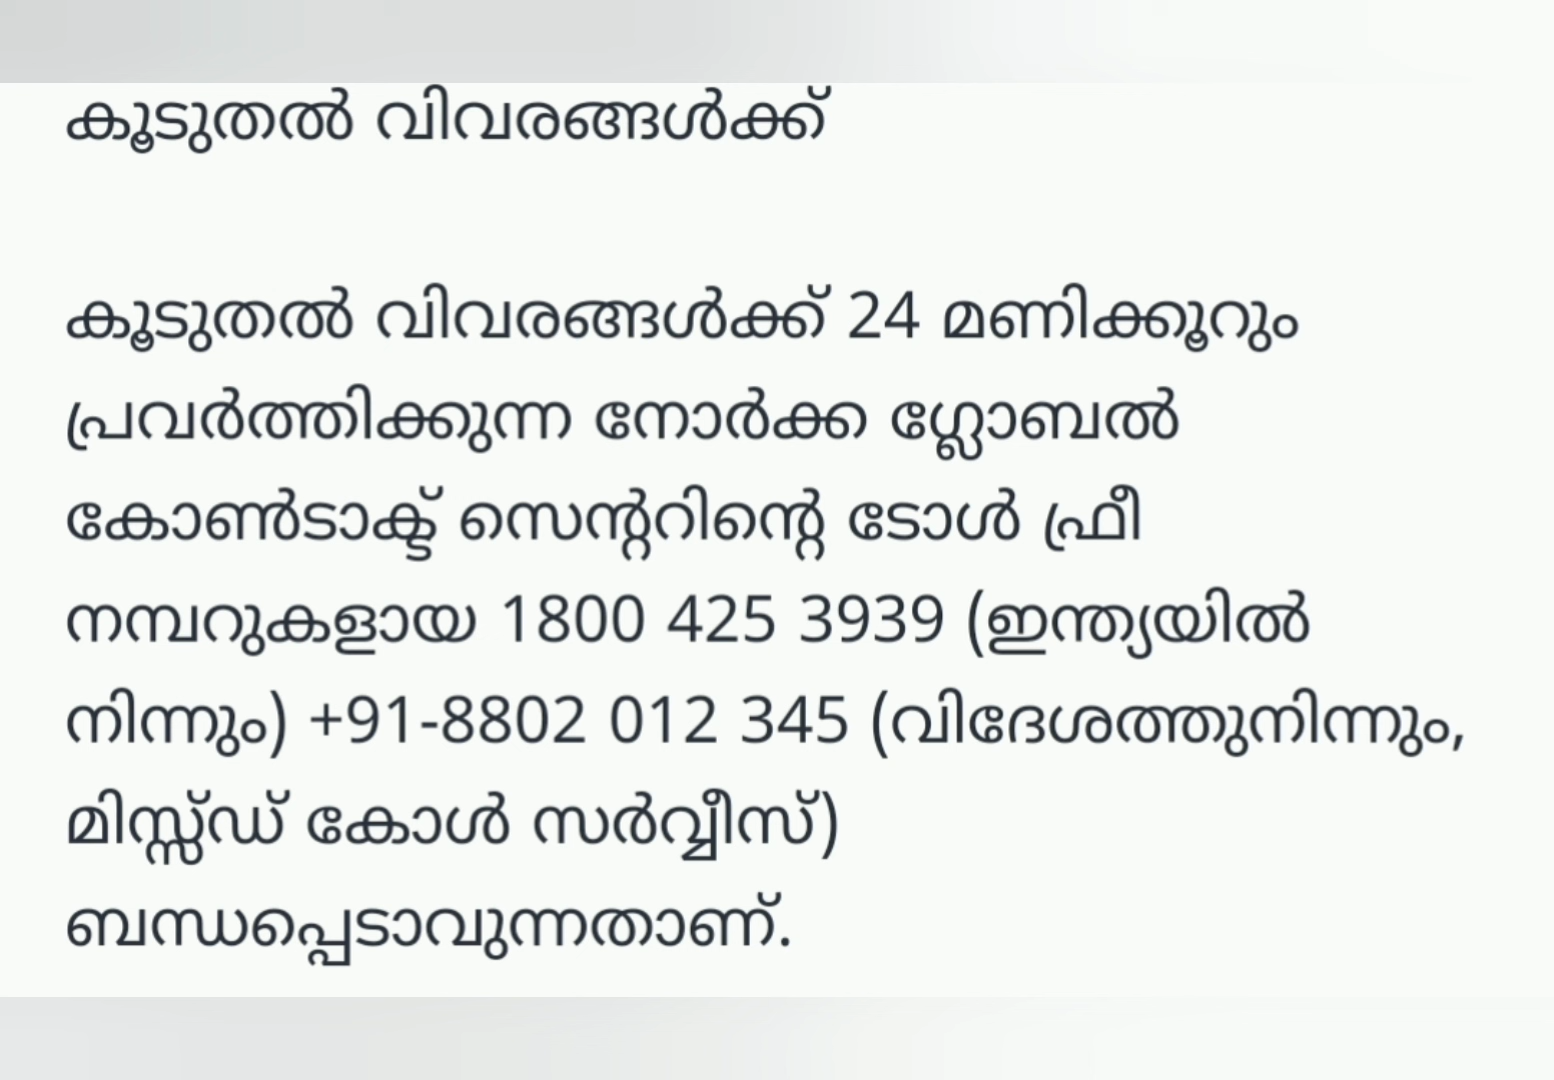 കൂടുതൽ വിവരങ്ങൾക്ക്
കൂടുതൽ വിവരങ്ങൾക്ക് 24 മണിക്കൂറും
പ്രവർത്തിക്കുന്ന നോർക്ക ഗ്ലോബൽ
കോൺടാക്ട് സെന്ററിന്റെ ടോൾ ഫ്രീ
നമ്പറുകളായ 1800 425 3939 (ഇന്ത്യയിൽ
നിന്നും) +91-8802 012 345 (വിദേശത്തുനിന്നും,
മിസ്സ്ഡ് കോൾ സർവ്വീസ്)
ബന്ധപ്പെടാവുന്നതാണ്.